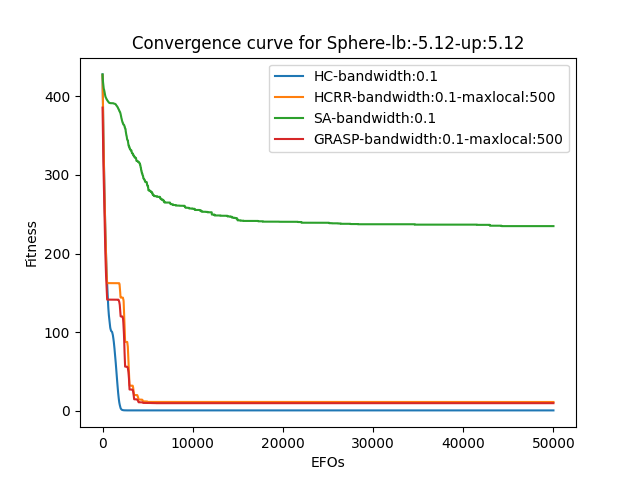 Convergence curve for Sphere-lb:-5.12-up:5.12
HC-bandwidth:0.1
HCRR-bandwidth:0.1-maxlocal:500
SA-bandwidth:0.1
GRASP-bandwidth:0.1-maxlocal:500
Fitness
400
300
200
100
0
0 10000 20000 30000 40000 50000
EFOs